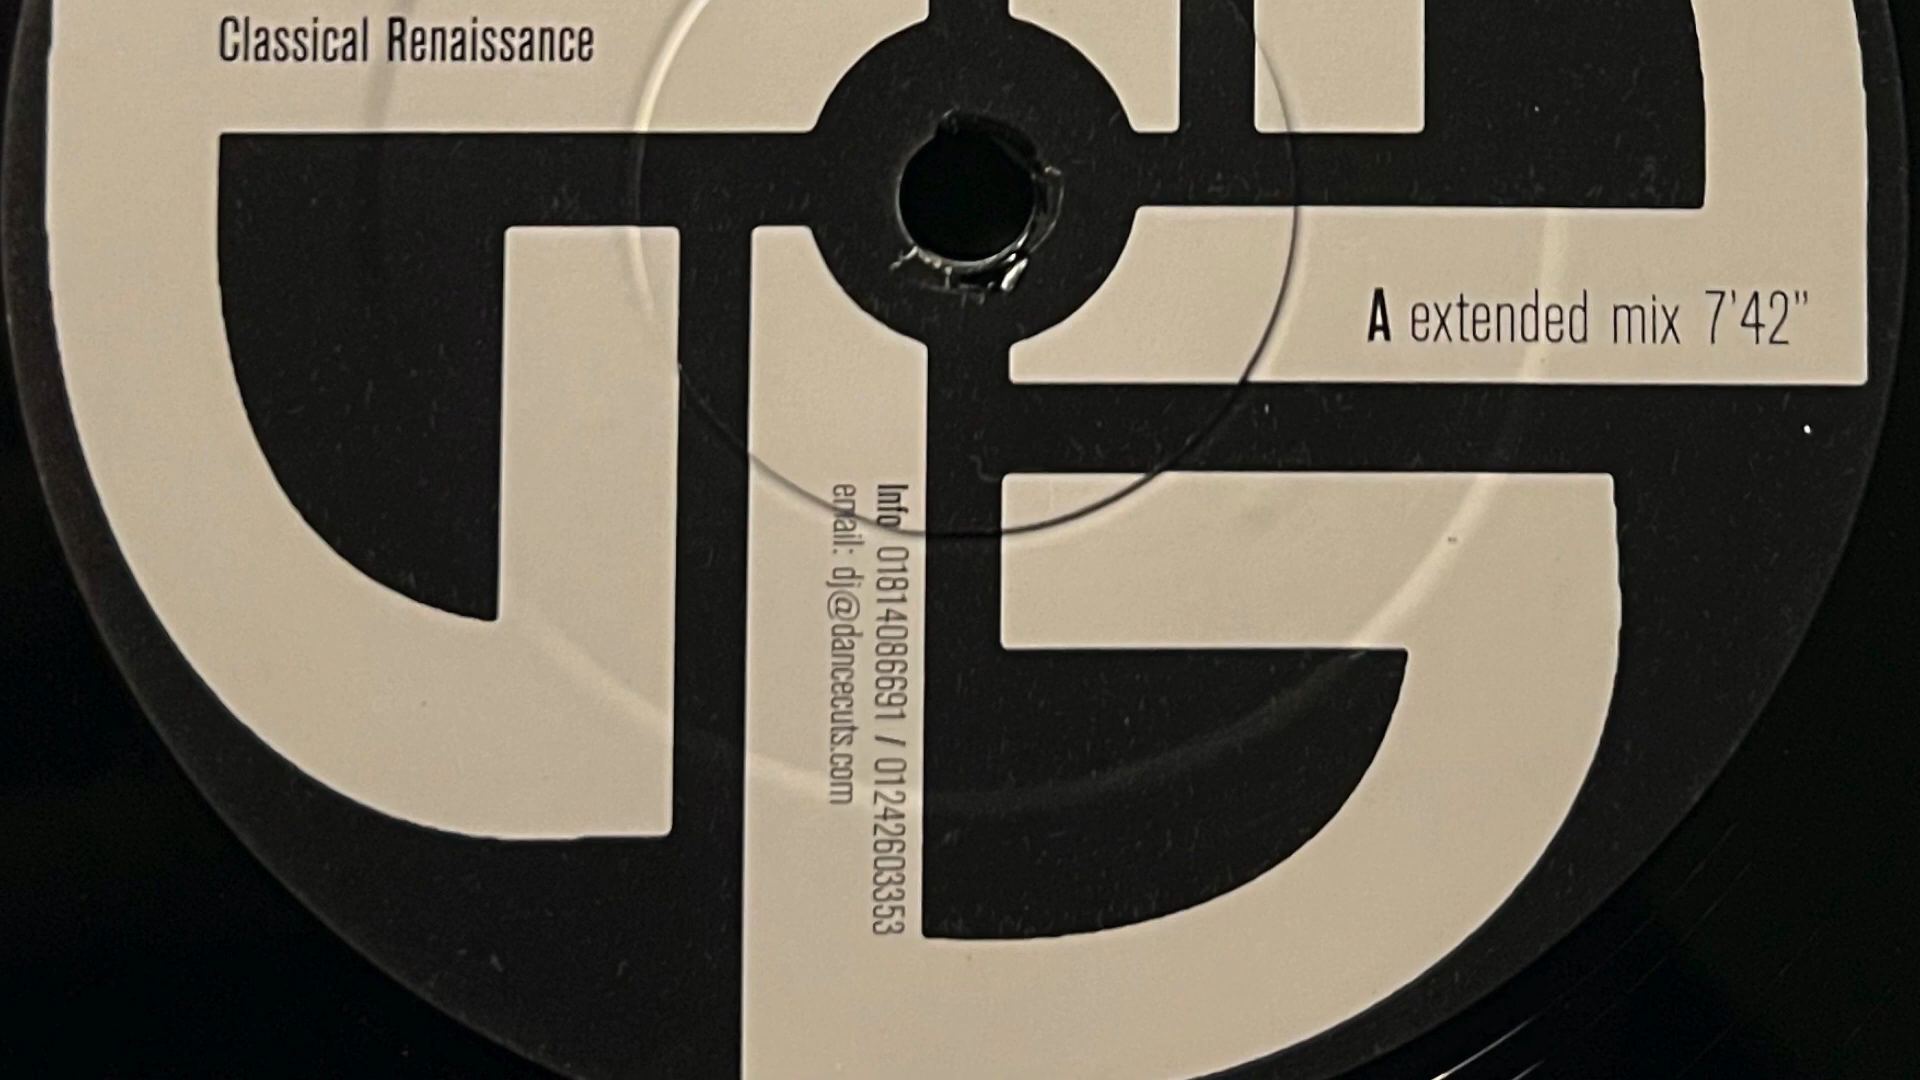 Classical Renaissance
A extended mix 7'42"
Info 01814086691 / 01242603353
email: dj@dancecuts.com